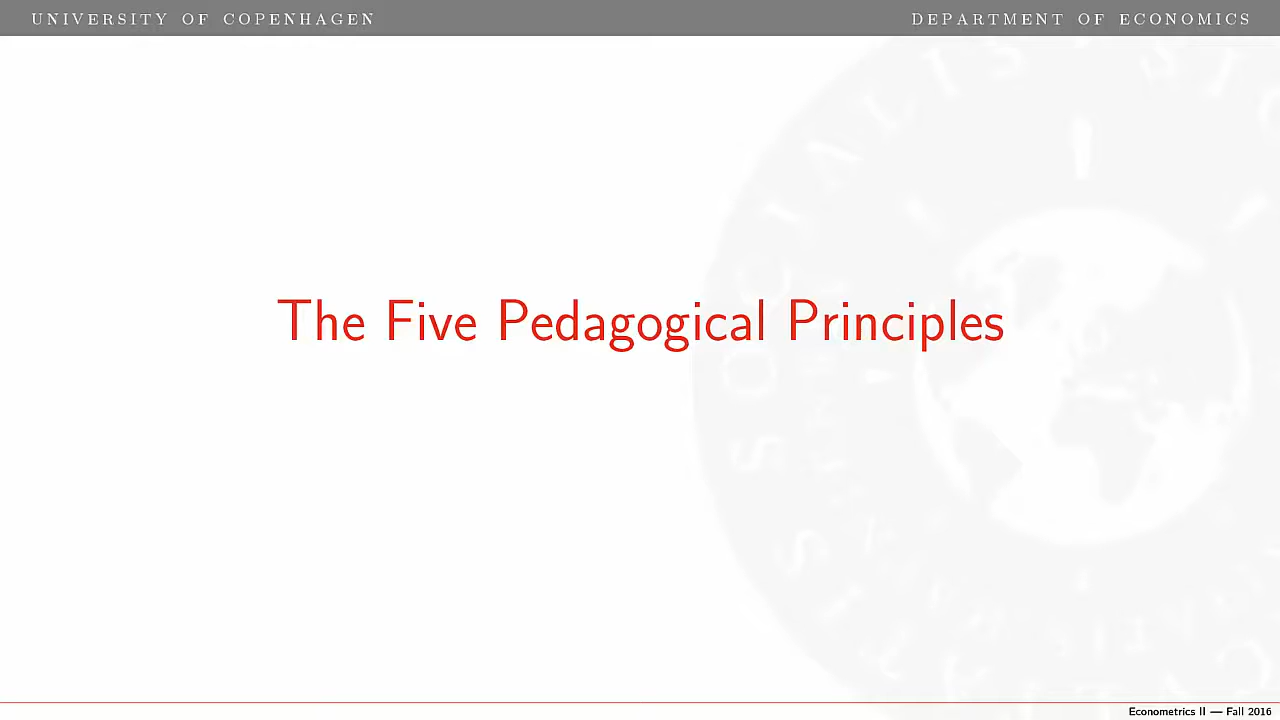 UNIVERSITY OF COPENHAGEN
DEPARTMENT OF ECONOMICS
The Five Pedagogical Principles
Econometrics II — Fall 2016